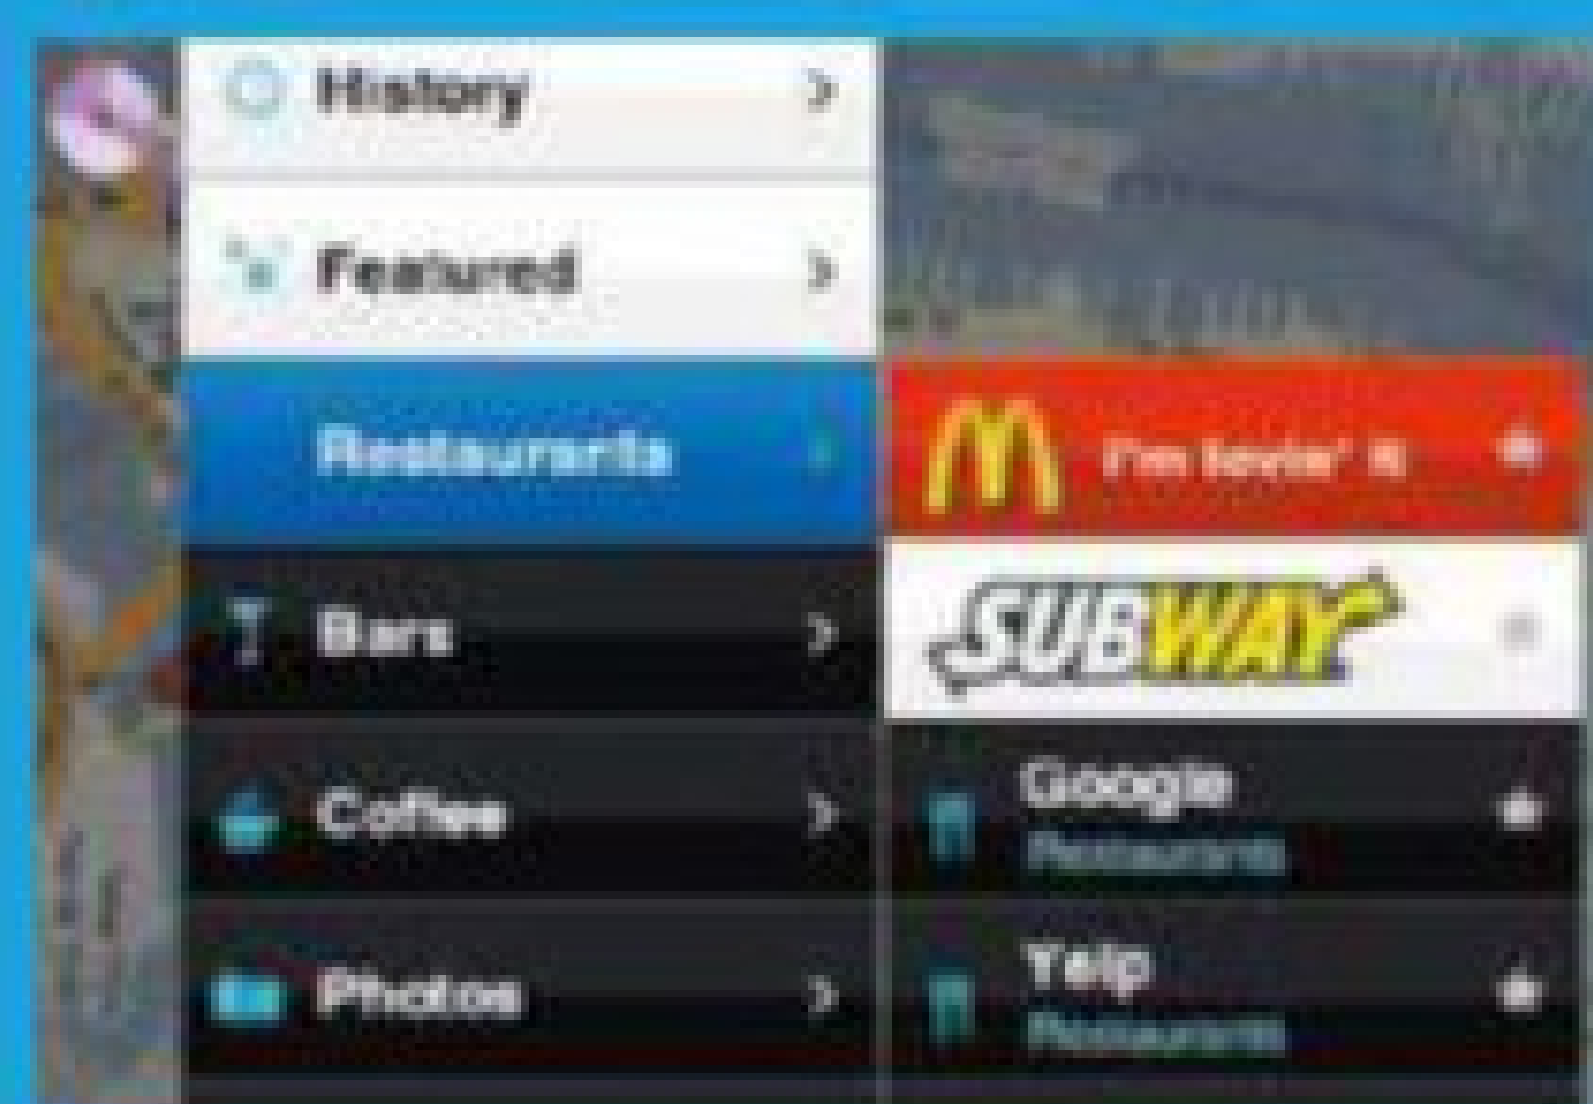 History
Featured
Restaurants
Bars
Coffee
Photos
I'm lovin' it
SUBWAY
Google
Restaurants
Yelp
Restaurants